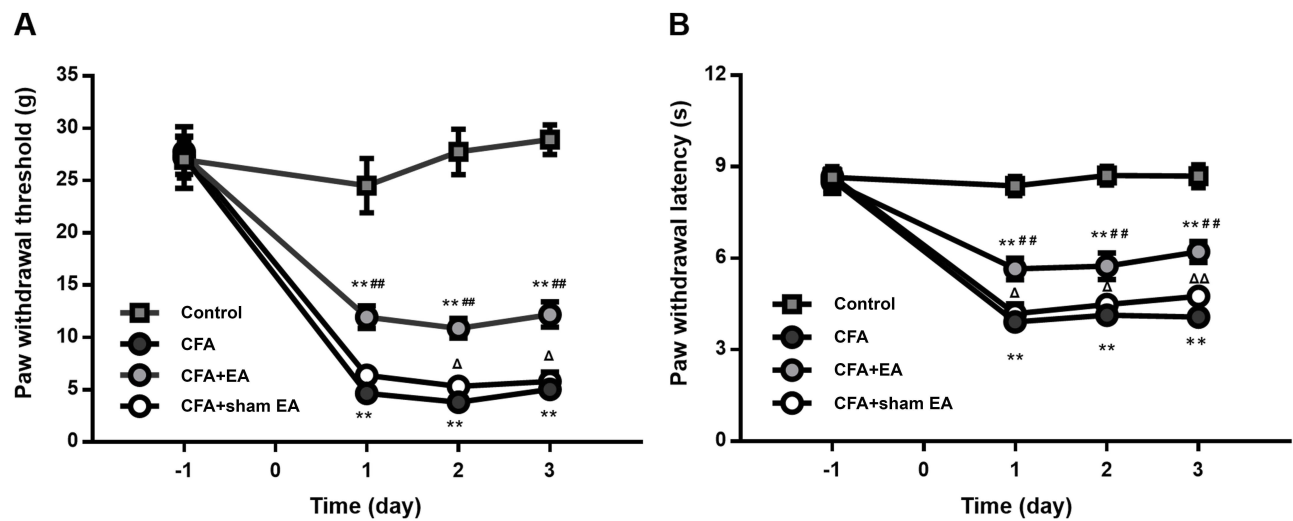 A
Paw withdrawal threshold (g)
35
30
25
20
15
10
5
0
**##
**##
**##
Δ
Δ
**
**
**
Control
CFA
CFA+EA
CFA+sham EA
-1
0
1
2
3
Time (day)
B
Paw withdrawal latency (s)
12
9
6
3
0
**##
**##
**##
Δ
Δ
ΔΔ
**
**
**
Control
CFA
CFA+EA
CFA+sham EA
-1
0
1
2
3
Time (day)